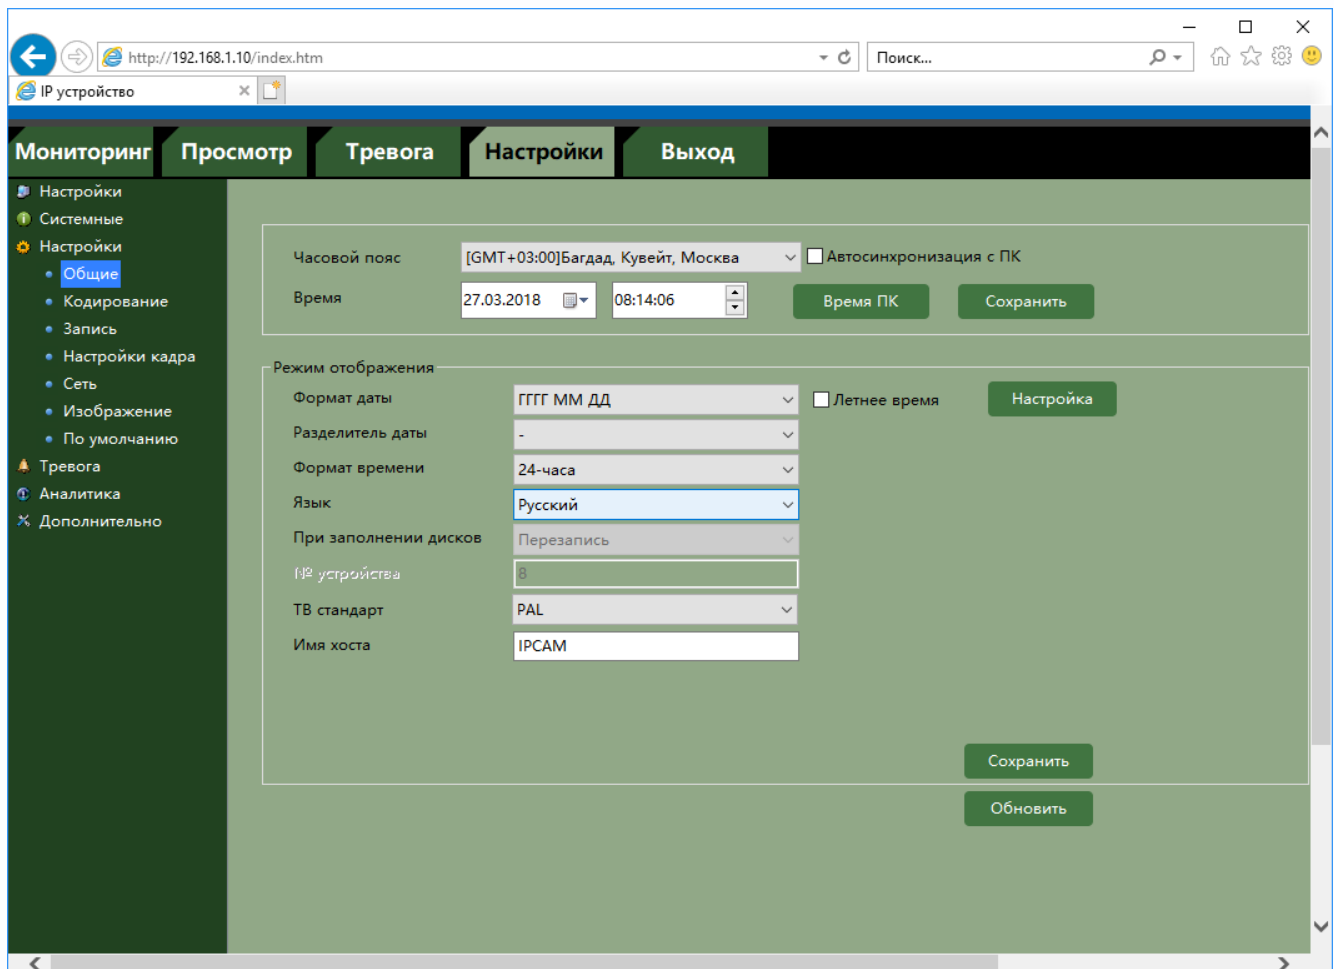 http://192.168.1.10/index.htm
Поиск...
IP устройство
Мониторинг Просмотр Тревога Настройки Выход
Настройки
Системные
Настройки
Общие
Кодирование
Запись
Настройки кадра
Сеть
Изображение
По умолчанию
Тревога
Аналитика
Дополнительно
Часовой пояс [GMT+03:00]Багдад, Кувейт, Москва Автосинхронизация с ПК
Время 27.03.2018 08:14:06 Время ПК Сохранить
Режим отображения
Формат даты ГГГГ ММ ДД Летнее время Настройка
Разделитель даты -
Формат времени 24-часа
Язык Русский
При заполнении дисков Перезапись
№ устройства 8
ТВ стандарт PAL
Имя хоста IPCAM
Сохранить
Обновить